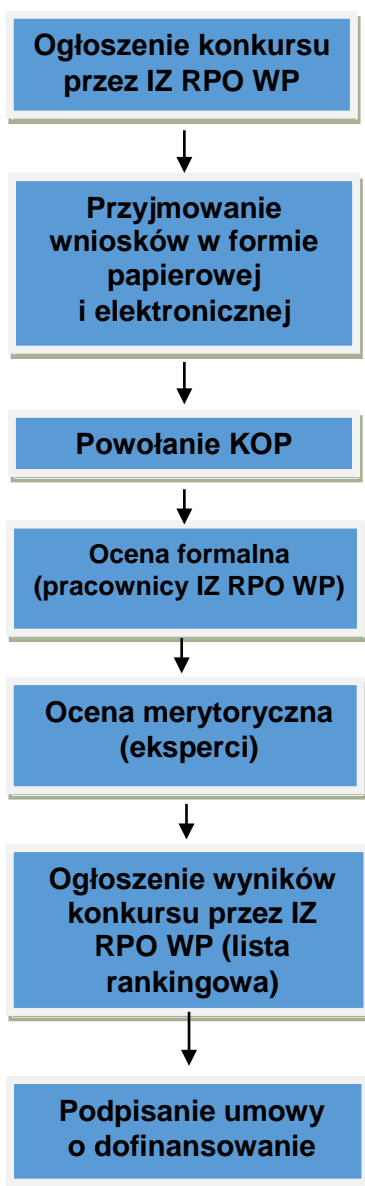 Ogłoszenie konkursu
przez IZ RPO WP
Przyjmowanie
wniosków w formie
papierowej
i elektronicznej
Powołanie KOP
Ocena formalna
(pracownicy IZ RPO WP)
Ocena merytoryczna
(eksperci)
Ogłoszenie wyników
konkursu przez IZ
RPO WP (lista
rankingowa)
Podpisanie umowy
o dofinansowanie